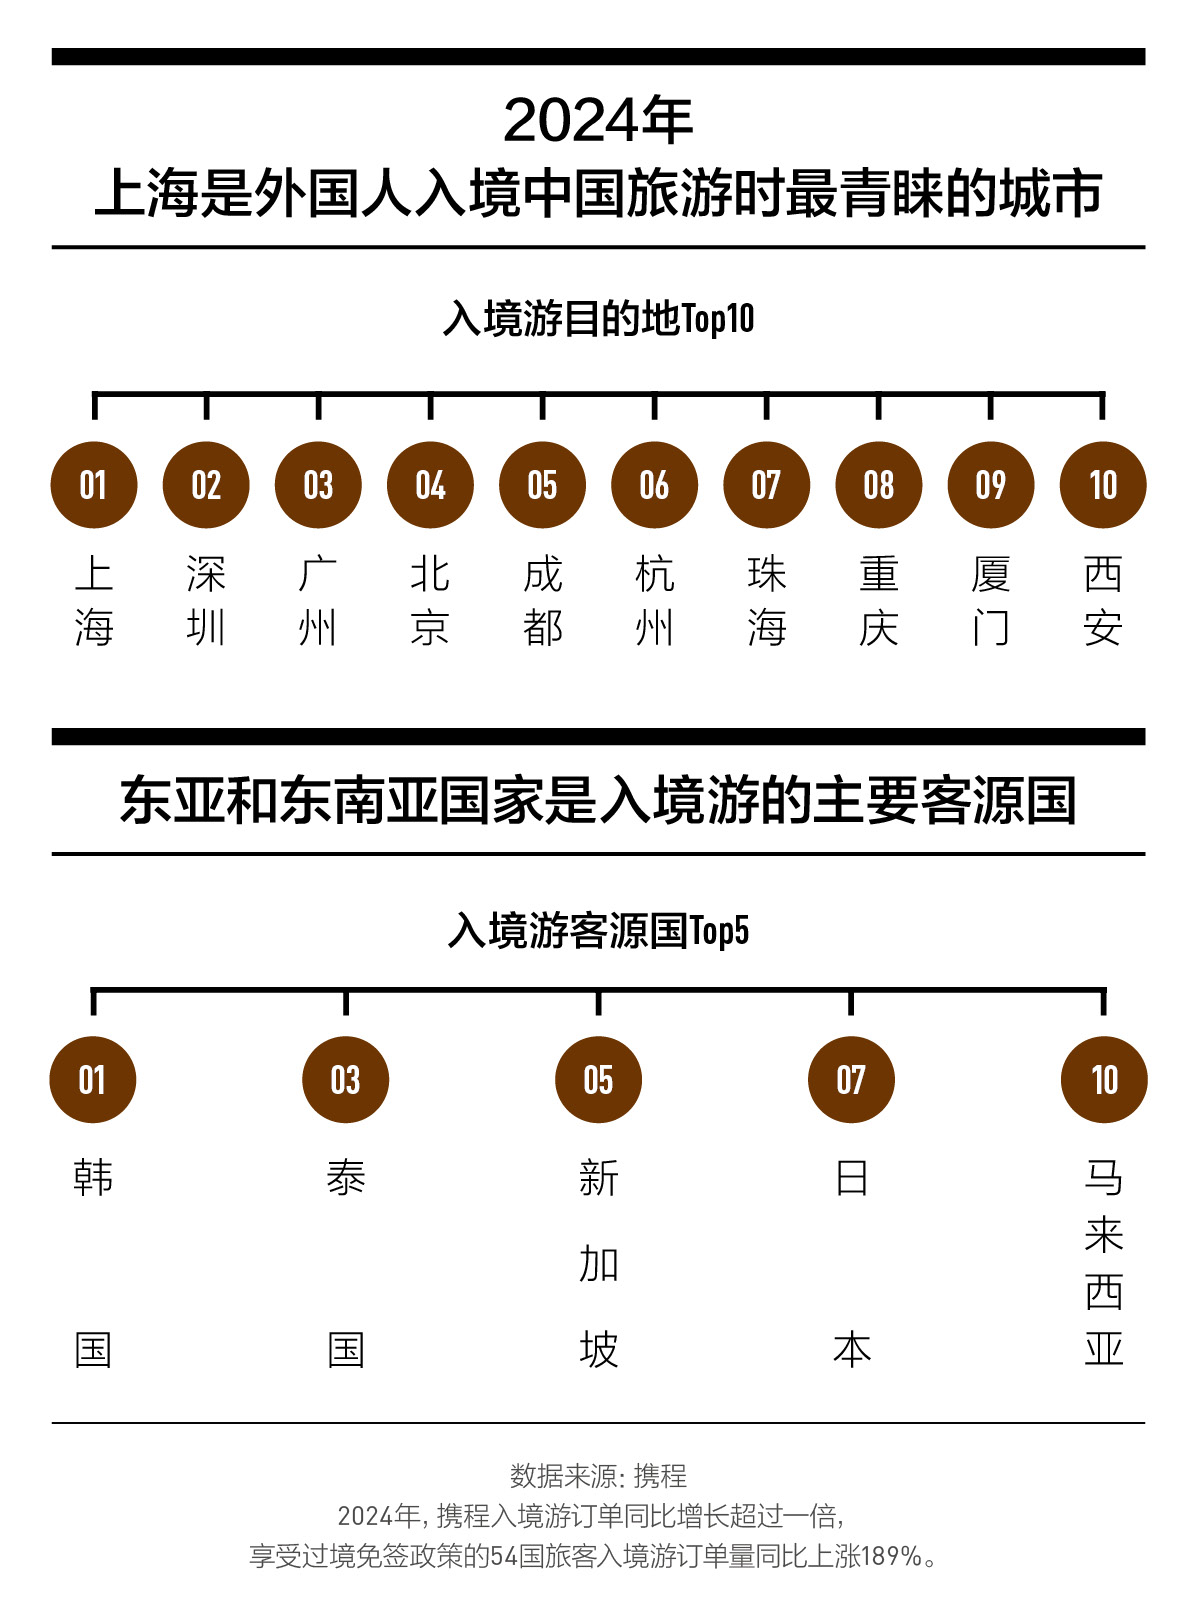 2024年
上海是外国人入境中国旅游时最青睐的城市
入境游目的地Top10
01 02 03 04 05 06 07 08 09 10
上海 深圳 广州 北京 成都 杭州 珠海 重庆 厦门 西安
东亚和东南亚国家是入境游的主要客源国
入境游客源国Top5
01 03 05 07 10
韩国 泰国 新加坡 日本 马来西亚
数据来源：携程
2024年，携程入境游订单同比增长超过一倍，
享受过境免签政策的54国旅客入境游订单量同比上涨189%。